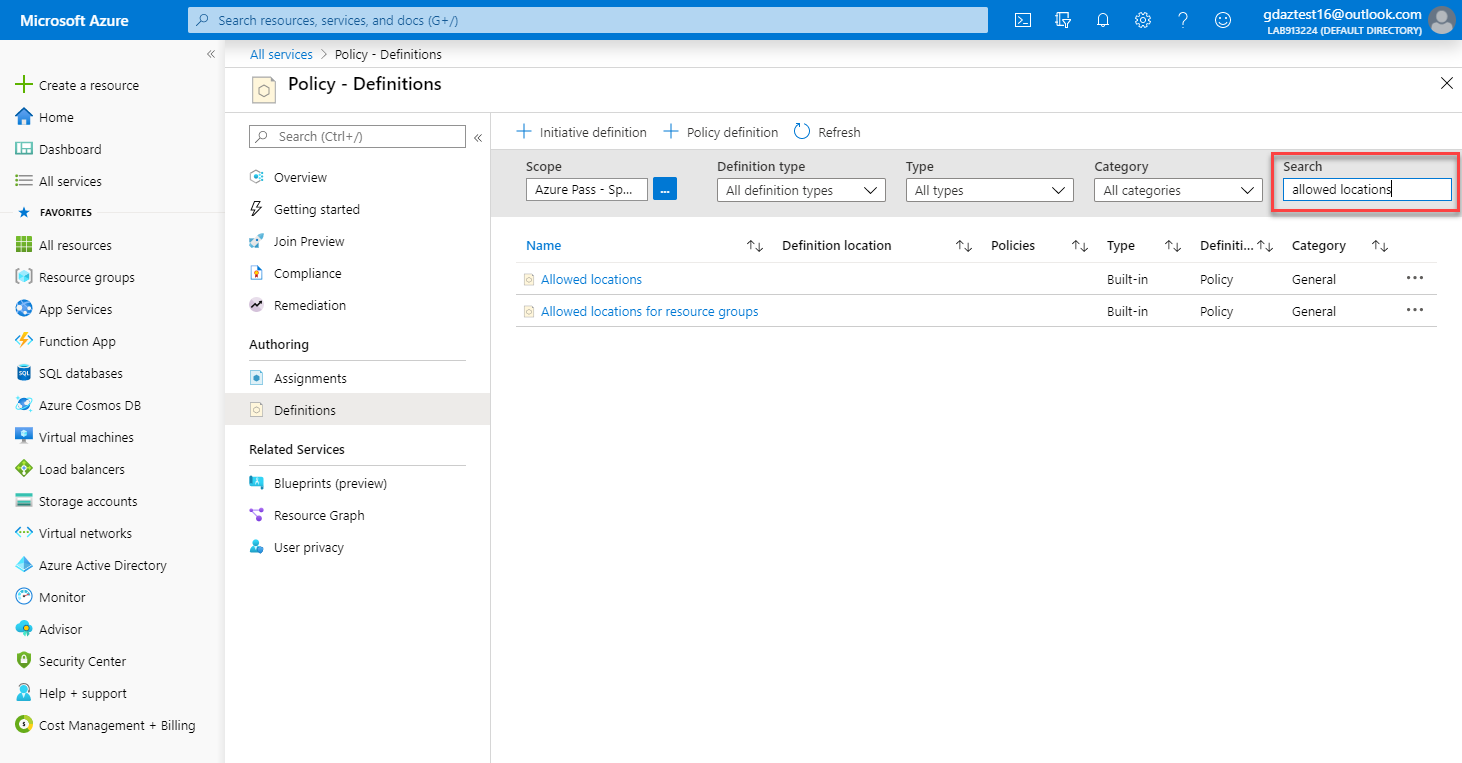 Microsoft Azure
Search resources, services, and docs (G+/)
gdaztest16@outlook.com
LAB913224 (DEFAULT DIRECTORY)
«
Create a resource
Home
Dashboard
All services
FAVORITES
All resources
Resource groups
App Services
Function App
SQL databases
Azure Cosmos DB
Virtual machines
Load balancers
Storage accounts
Virtual networks
Azure Active Directory
Monitor
Advisor
Security Center
Help + support
Cost Management + Billing
All services > Policy - Definitions
Policy - Definitions
Search (Ctrl+/)
«
Overview
Getting started
Join Preview
Compliance
Remediation
Authoring
Assignments
Definitions
Related Services
Blueprints (preview)
Resource Graph
User privacy
Initiative definition Policy definition Refresh
Scope Definition type Type Category Search
Azure Pass - Sp... ... All definition types All types All categories allowed locations
Name Definition location Policies Type Definiti... Category
Allowed locations Built-in Policy General ...
Allowed locations for resource groups Built-in Policy General ...